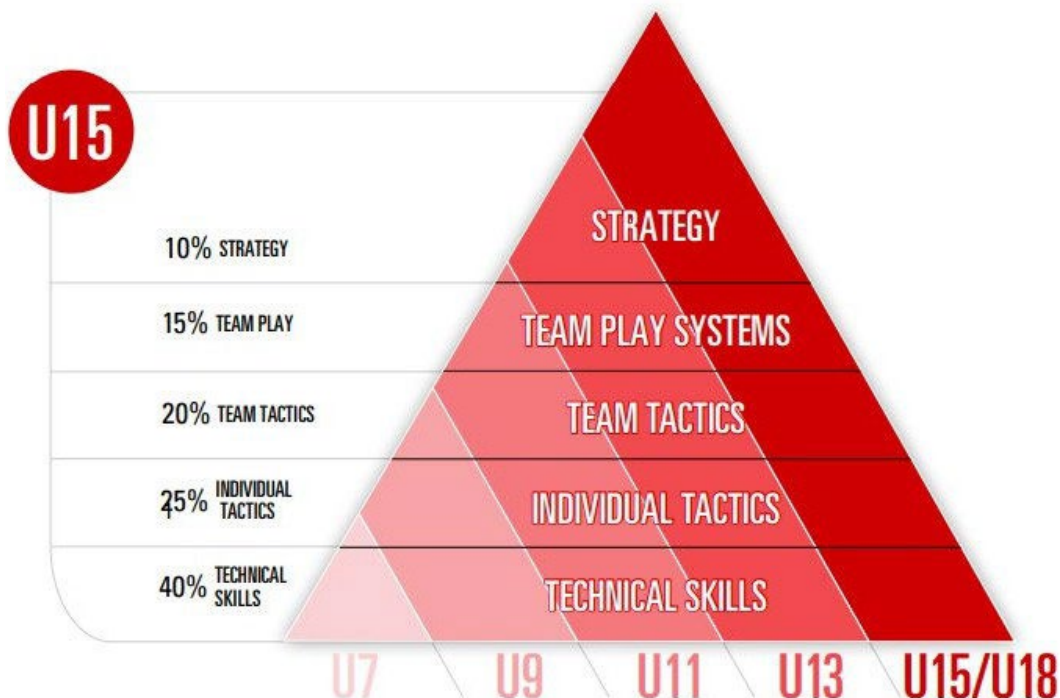 U15
10% STRATEGY
15% TEAM PLAY
20% TEAM TACTICS
25% INDIVIDUAL
TACTICS
40% TECHNICAL
SKILLS
STRATEGY
TEAM PLAY SYSTEMS
TEAM TACTICS
INDIVIDUAL TACTICS
TECHNICAL SKILLS
U7 U9 U11 U13 U15/U18